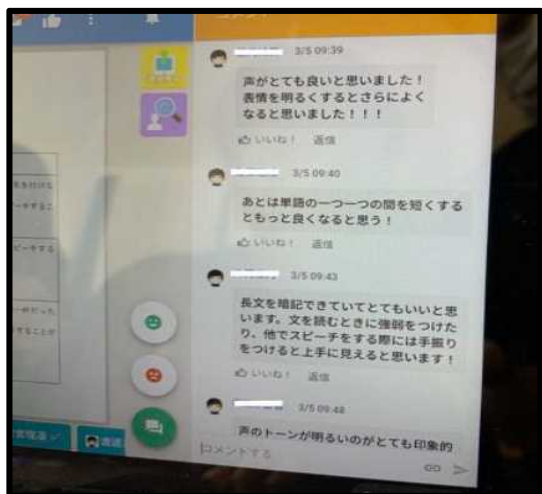 コメント
3/5 09:39
声がとても良いと思いました！
表情を明るくするとさらによく
なると思いました！！！
いいね！ 返信
3/5 09:40
あとは単語の一つ一つの間を短くする
ともっと良くなると思う！
いいね！ 返信
3/5 09:43
長文を暗記できていてとてもいいと思
います。文を読むときに強弱をつけた
り、他でスピーチをする際には手振り
をつけると上手に見えると思います！
いいね！ 返信
3/5 09:48
声のトーンが明るいのがとても印象的
コメントする